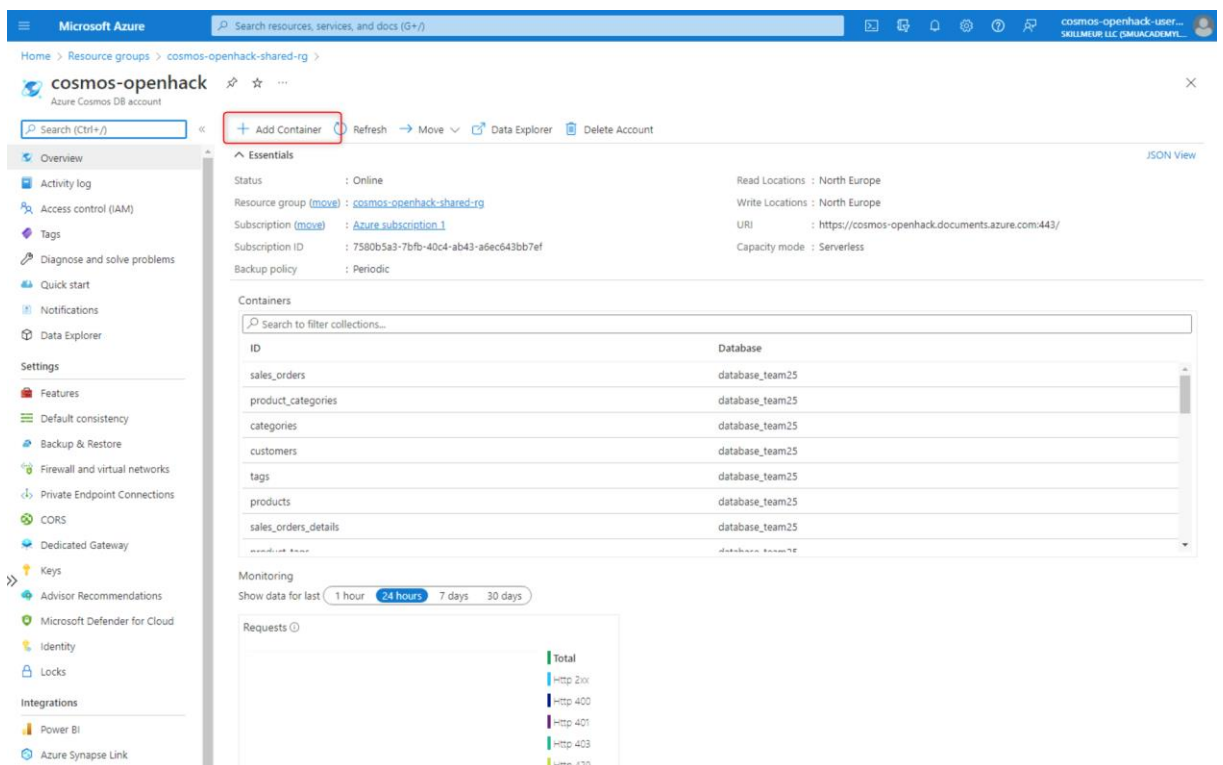 Microsoft Azure
Search resources, services, and docs (G+/)
cosmos-openhack-user...
SKILLMEUP, LLC (SMUACADEMYL...
Home > Resource groups > cosmos-openhack-shared-rg >
cosmos-openhack
Azure Cosmos DB account
Search (Ctrl+/)
Overview
Activity log
Access control (IAM)
Tags
Diagnose and solve problems
Quick start
Notifications
Data Explorer
Settings
Features
Default consistency
Backup & Restore
Firewall and virtual networks
Private Endpoint Connections
CORS
Dedicated Gateway
Keys
Advisor Recommendations
Microsoft Defender for Cloud
Identity
Locks
Integrations
Power BI
Azure Synapse Link
Add Container Refresh Move Data Explorer Delete Account
Essentials JSON View
Status : Online
Resource group (move) : cosmos-openhack-shared-rg
Subscription (move) : Azure subscription 1
Subscription ID : 7580b5a3-7bfb-40c4-ab43-a6ec643bb7ef
Backup policy : Periodic
Read Locations : North Europe
Write Locations : North Europe
URI : https://cosmos-openhack.documents.azure.com:443/
Capacity mode : Serverless
Containers
Search to filter collections...
ID Database
sales_orders database_team25
product_categories database_team25
categories database_team25
customers database_team25
tags database_team25
products database_team25
sales_orders_details database_team25
product_tags database_team25
Monitoring
Show data for last 1 hour 24 hours 7 days 30 days
Requests
Total
Http 2xx
Http 400
Http 401
Http 403